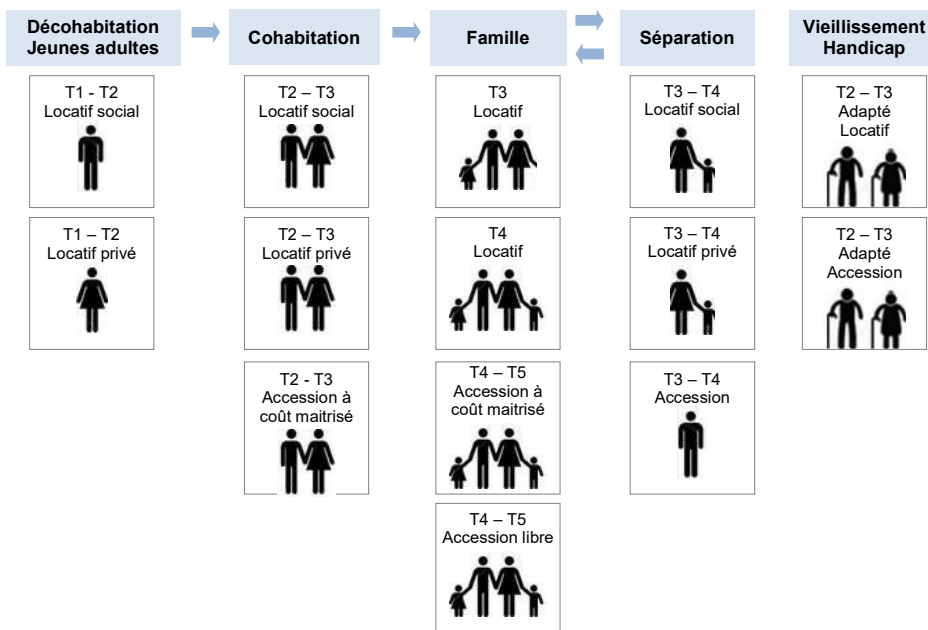 Décohabitation
Jeunes adultes
Cohabitation
Famille
Séparation
Vieillissement
Handicap
T1 - T2
Locatif social
T1 – T2
Locatif privé
T2 – T3
Locatif social
T2 – T3
Locatif privé
T2 - T3
Accession à
coût maitrisé
T3
Locatif
T4
Locatif
T4 – T5
Accession à
coût maitrisé
T4 – T5
Accession libre
T3 – T4
Locatif social
T3 – T4
Locatif privé
T3 – T4
Accession
T2 – T3
Adapté
Locatif
T2 – T3
Adapté
Accession